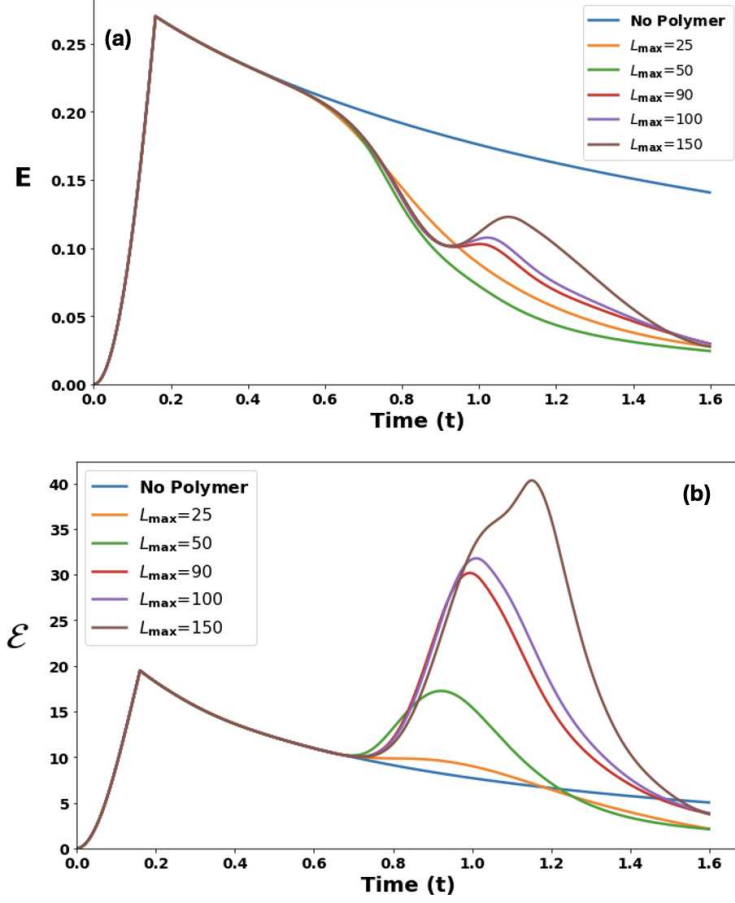 (a)
No Polymer
Lmax=25
Lmax=50
Lmax=90
Lmax=100
Lmax=150
E
0.25
0.20
0.15
0.10
0.05
0.00
0.0 0.2 0.4 0.6 0.8 1.0 1.2 1.4 1.6
Time (t)
(b)
No Polymer
Lmax=25
Lmax=50
Lmax=90
Lmax=100
Lmax=150
ℰ
40
35
30
25
20
15
10
5
0
0.0 0.2 0.4 0.6 0.8 1.0 1.2 1.4 1.6
Time (t)